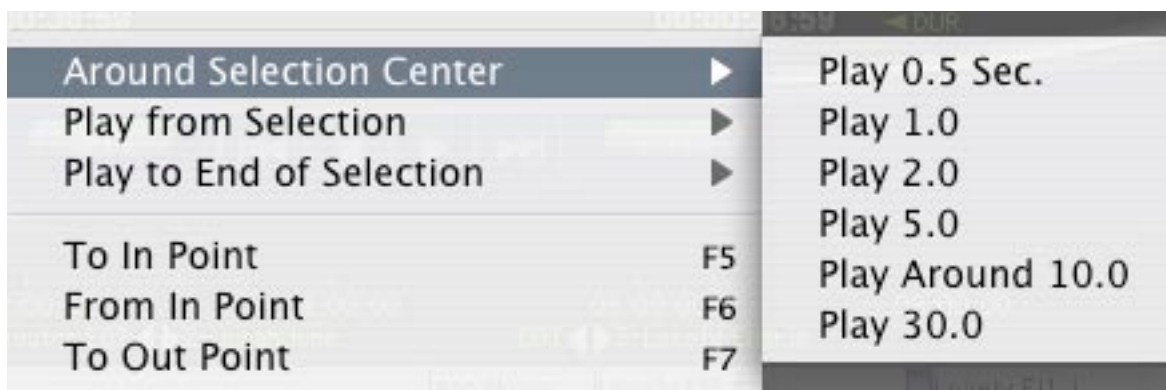 DUR
Around Selection Center
Play from Selection
Play to End of Selection
To In Point F5
From In Point F6
To Out Point F7
Play 0.5 Sec.
Play 1.0
Play 2.0
Play 5.0
Play Around 10.0
Play 30.0